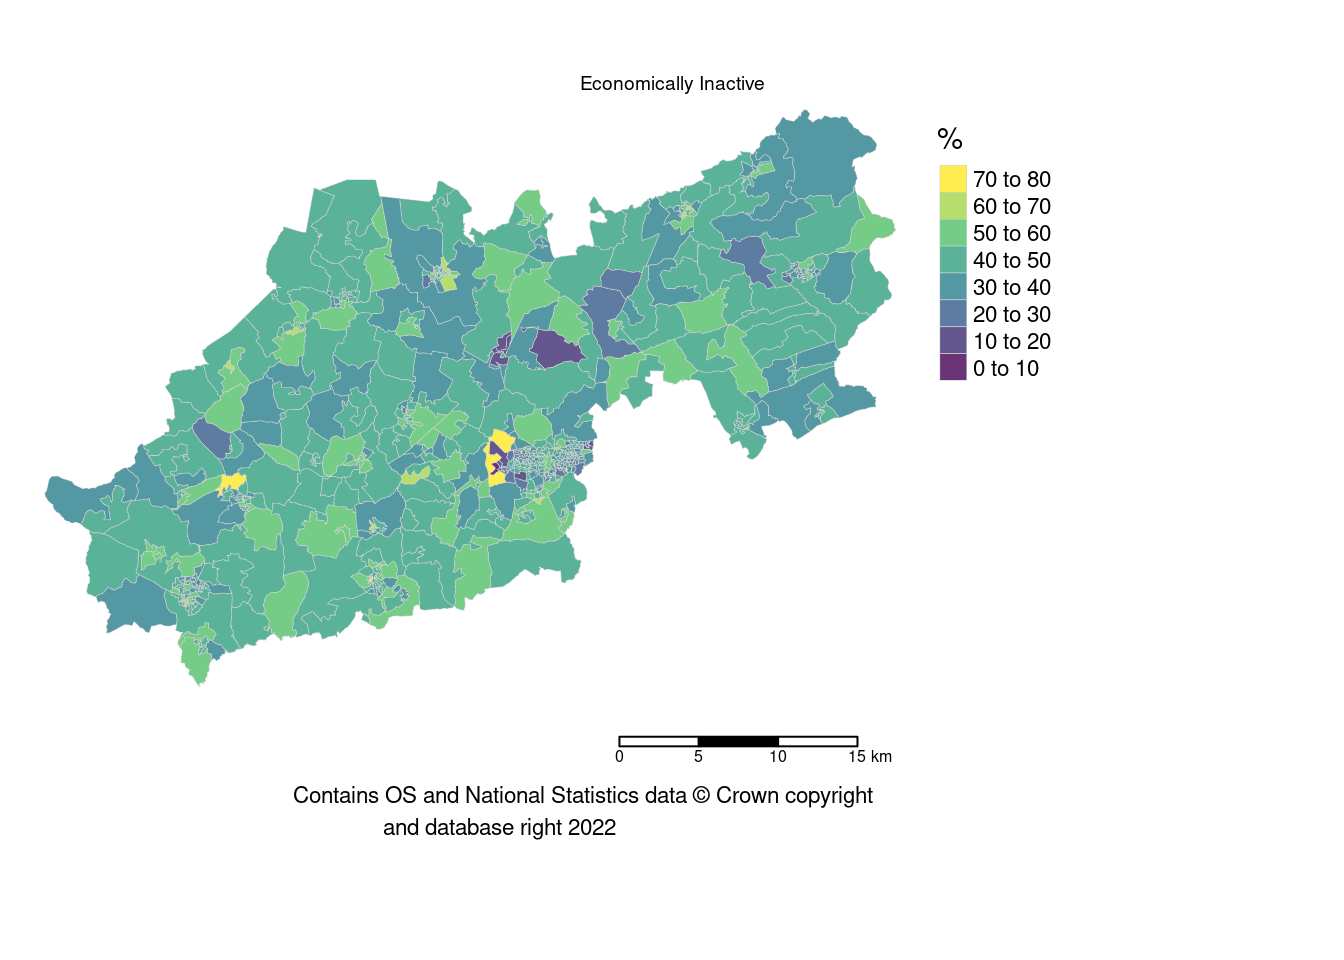 Economically Inactive
%
70 to 80
60 to 70
50 to 60
40 to 50
30 to 40
20 to 30
10 to 20
0 to 10
0 5 10 15 km
Contains OS and National Statistics data © Crown copyright
and database right 2022